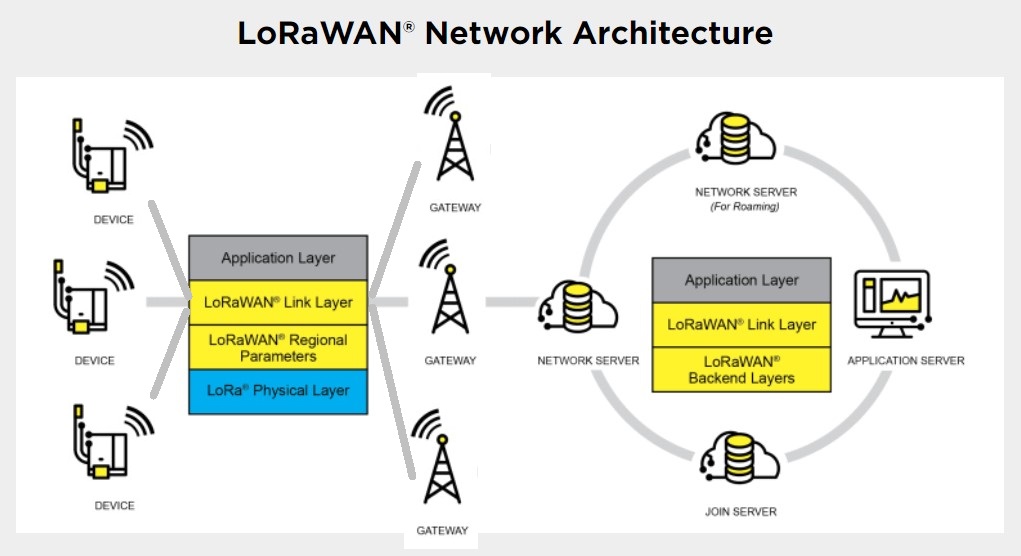 LoRaWAN® Network Architecture
DEVICE
DEVICE
DEVICE
Application Layer
LoRaWAN® Link Layer
LoRaWAN® Regional
Parameters
LoRa® Physical Layer
GATEWAY
GATEWAY
GATEWAY
NETWORK SERVER
(For Roaming)
NETWORK SERVER
Application Layer
LoRaWAN® Link Layer
LoRaWAN®
Backend Layers
APPLICATION SERVER
JOIN SERVER